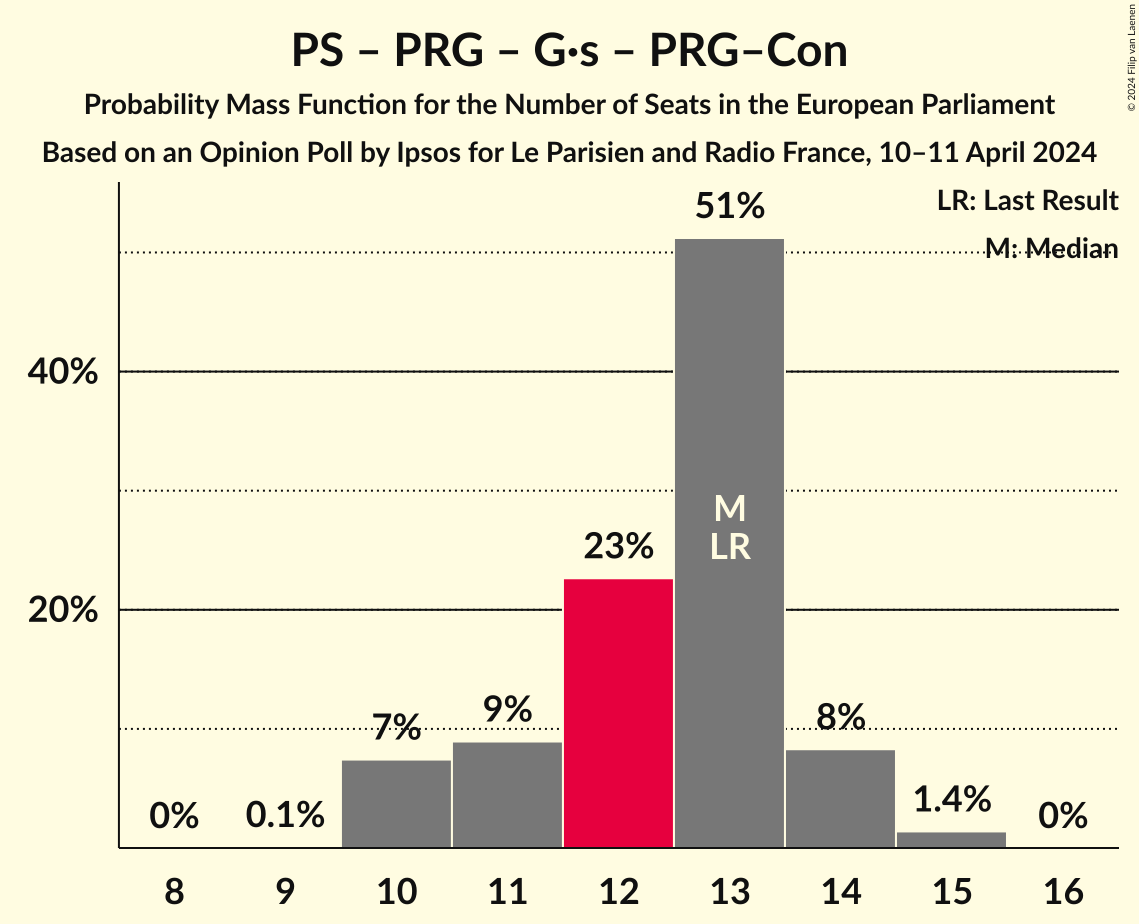 PS – PRG – G·s – PRG–Con
Probability Mass Function for the Number of Seats in the European Parliament
Based on an Opinion Poll by Ipsos for Le Parisien and Radio France, 10–11 April 2024
© 2024 Filip van Laenen
LR: Last Result
M: Median
51%
40%
M
LR
23%
20%
9%
7%
8%
1.4%
0%
0.1%
0%
8 9 10 11 12 13 14 15 16